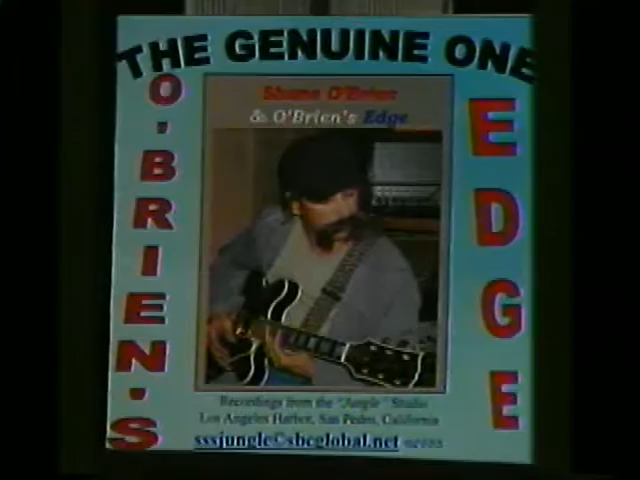 THE GENUINE ONE
O'BRIEN'S
EDGE
Shane O'Brien
& O'Brien's Edge
Recordings from the "Jungle" Studio
Los Angeles Harbor, San Pedro, California
sssjungle@sbcglobal.net